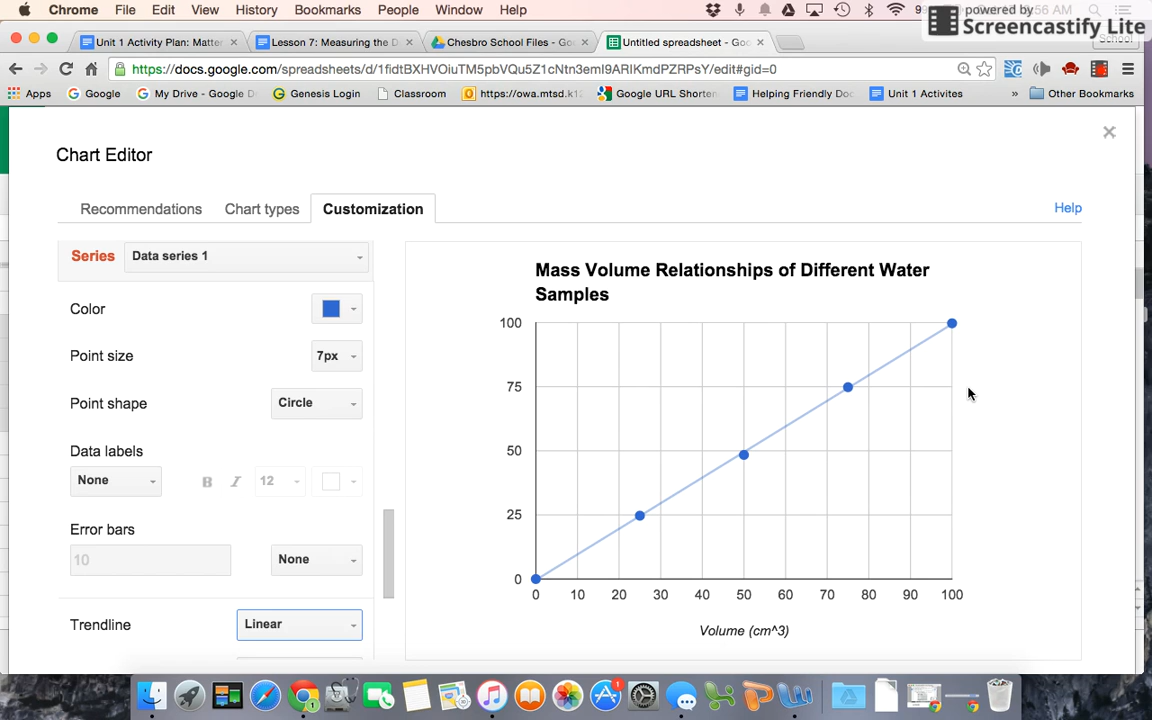 Chrome File Edit View History Bookmarks People Window Help
powered by
Screencastify Lite
Unit 1 Activity Plan: Matter
Lesson 7: Measuring the D
Chesbro School Files - Goo
Untitled spreadsheet - Goo
School
https://docs.google.com/spreadsheets/d/1fidtBXHVOiuTM5pbVQu5Z1cNtn3emI9ARIKmdPZRPsY/edit#gid=0
Apps Google My Drive - Google D Genesis Login Classroom https://owa.mtsd.k12 Google URL Shorten Helping Friendly Doc Unit 1 Activites » Other Bookmarks
Chart Editor
Recommendations Chart types Customization
Help
Series Data series 1
Color
Point size 7px
Point shape Circle
Data labels
None B I 12
Error bars
10 None
Trendline Linear
Mass Volume Relationships of Different Water
Samples
100
75
50
25
0
0 10 20 30 40 50 60 70 80 90 100
Volume (cm^3)